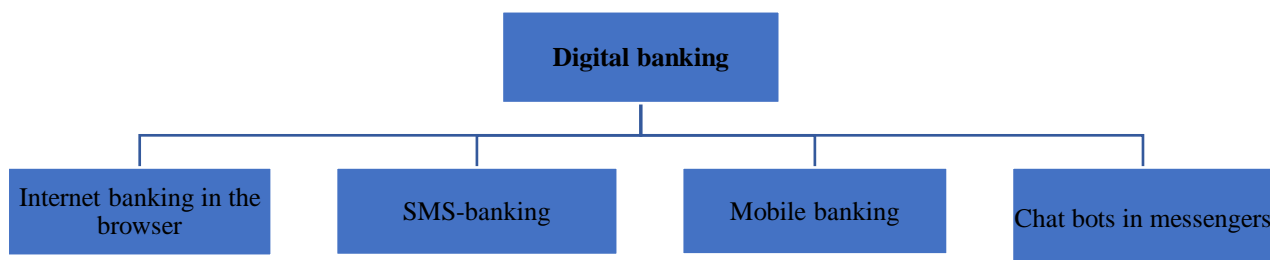 Digital banking
Internet banking in the
browser
SMS-banking
Mobile banking
Chat bots in messengers